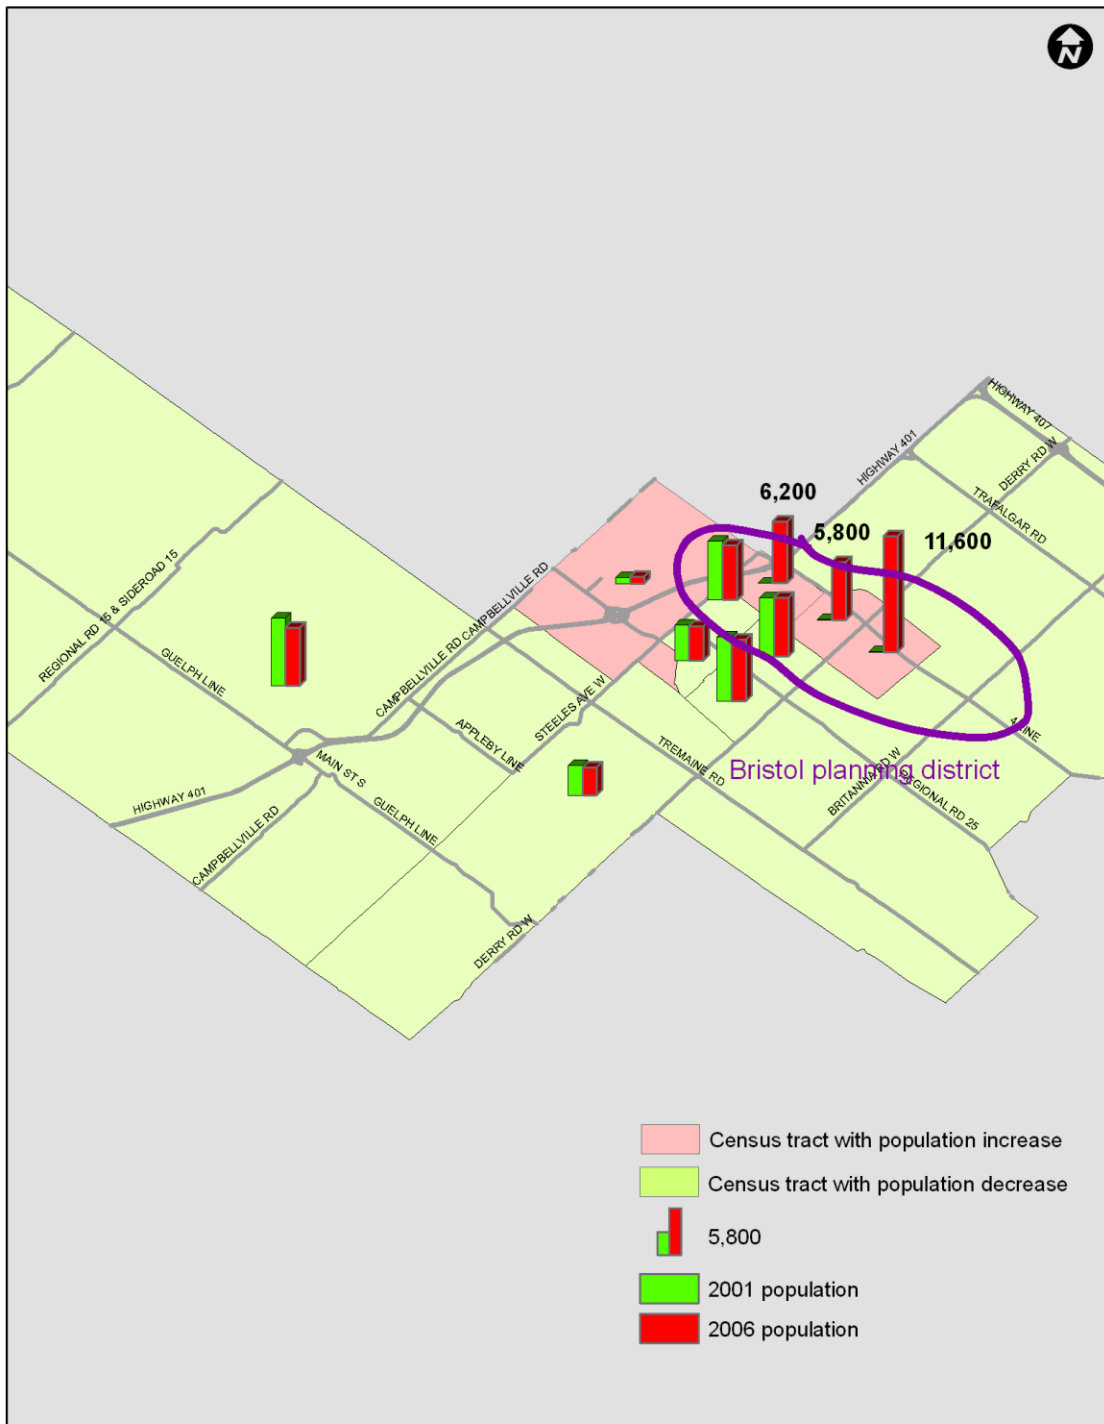 N
HIGHWAY 407
HIGHWAY 401
DERRY RD W
TRAFALGAR RD
6,200
5,800
11,600
REGIONAL RD 15 & SIDEROAD 15
CAMPBELLVILLE RD
CAMPBELLVILLE RD
GUELPH LINE
STEELES AVE W
APPLEBY LINE
TREMAINE RD
4 LINE
Bristol planning district
BRITANNIA RD W
REGIONAL RD 25
MAIN ST S
HIGHWAY 401
GUELPH LINE
CAMPBELLVILLE RD
DERRY RD W
Census tract with population increase
Census tract with population decrease
5,800
2001 population
2006 population